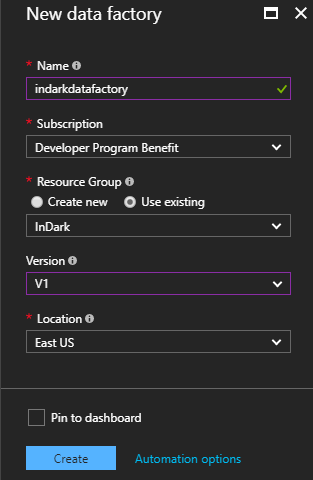 New data factory
* Name
indarkdatafactory
* Subscription
Developer Program Benefit
* Resource Group
Create new Use existing
InDark
Version
V1
* Location
East US
Pin to dashboard
Create Automation options